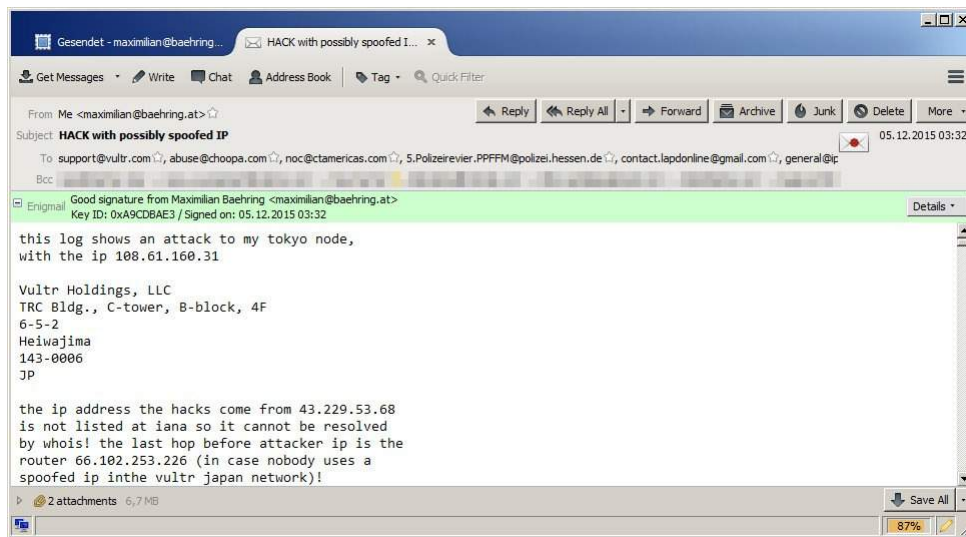 Gesendet - maximilian@baehring...
HACK with possibly spoofed I... x
Get Messages Write Chat Address Book Tag Quick Filter
From Me <maximilian@baehring.at>
Reply Reply All Forward Archive Junk Delete More
Subject HACK with possibly spoofed IP
05.12.2015 03:32
To support@vultr.com, abuse@choopa.com, noc@ctamericas.com, 5.Polizeirevier.PPFFM@polizei.hessen.de, contact.lapdonline@gmail.com, general@ip
Bcc
Enigmail Good signature from Maximilian Baehring <maximilian@baehring.at>
Key ID: 0xA9CDBAE3 / Signed on: 05.12.2015 03:32
Details
this log shows an attack to my tokyo node,
with the ip 108.61.160.31
Vultr Holdings, LLC
TRC Bldg., C-tower, B-block, 4F
6-5-2
Heiwajima
143-0006
JP
the ip address the hacks come from 43.229.53.68
is not listed at iana so it cannot be resolved
by whois! the last hop before attacker ip is the
router 66.102.253.226 (in case nobody uses a
spoofed ip inthe vultr japan network)!
2 attachments 6,7 MB
Save All
87%